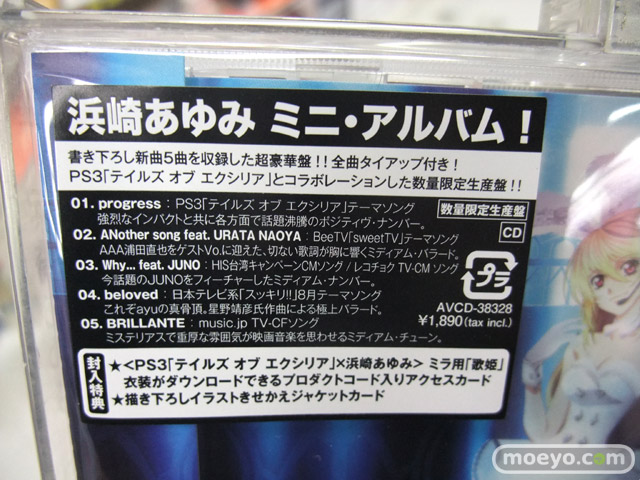 浜崎あゆみ ミニ・アルバム!
書き下ろし新曲5曲を収録した超豪華盤!! 全曲タイアップ付き!
PS3「テイルズ オブ エクシリア」とコラボレーションした数量限定生産盤!!
01. progress : PS3「テイルズ オブ エクシリア」テーマソング
強烈なインパクトと共に各方面で話題沸騰のポジティヴ・ナンバー。
02. ANother song feat. URATA NAOYA : BeeTV「sweetTV」テーマソング
AAA浦田直也をゲストVo.に迎えた、切ない歌詞が胸に響くミディアム・バラード。
03. Why... feat. JUNO : HIS台湾キャンペーンCMソング / レコチョク TV-CM ソング
今話題のJUNOをフィーチャーしたミディアム・ナンバー。
04. beloved : 日本テレビ系「スッキリ!!」8月テーマソング
これぞayuの真骨頂。星野靖彦氏作曲による極上バラード。
05. BRILLANTE : music.jp TV-CFソング
ミステリアスで重厚な雰囲気が映画音楽を思わせるミディアム・チューン。
数量限定生産盤
CD
プラ
AVCD-38328
¥1,890(tax incl.)
封入特典
★<PS3「テイルズ オブ エクシリア」×浜崎あゆみ> ミラ用「歌姫」
衣装がダウンロードできるプロダクトコード入りアクセスカード
★描き下ろしイラストきせかえジャケットカード
moeyo.com